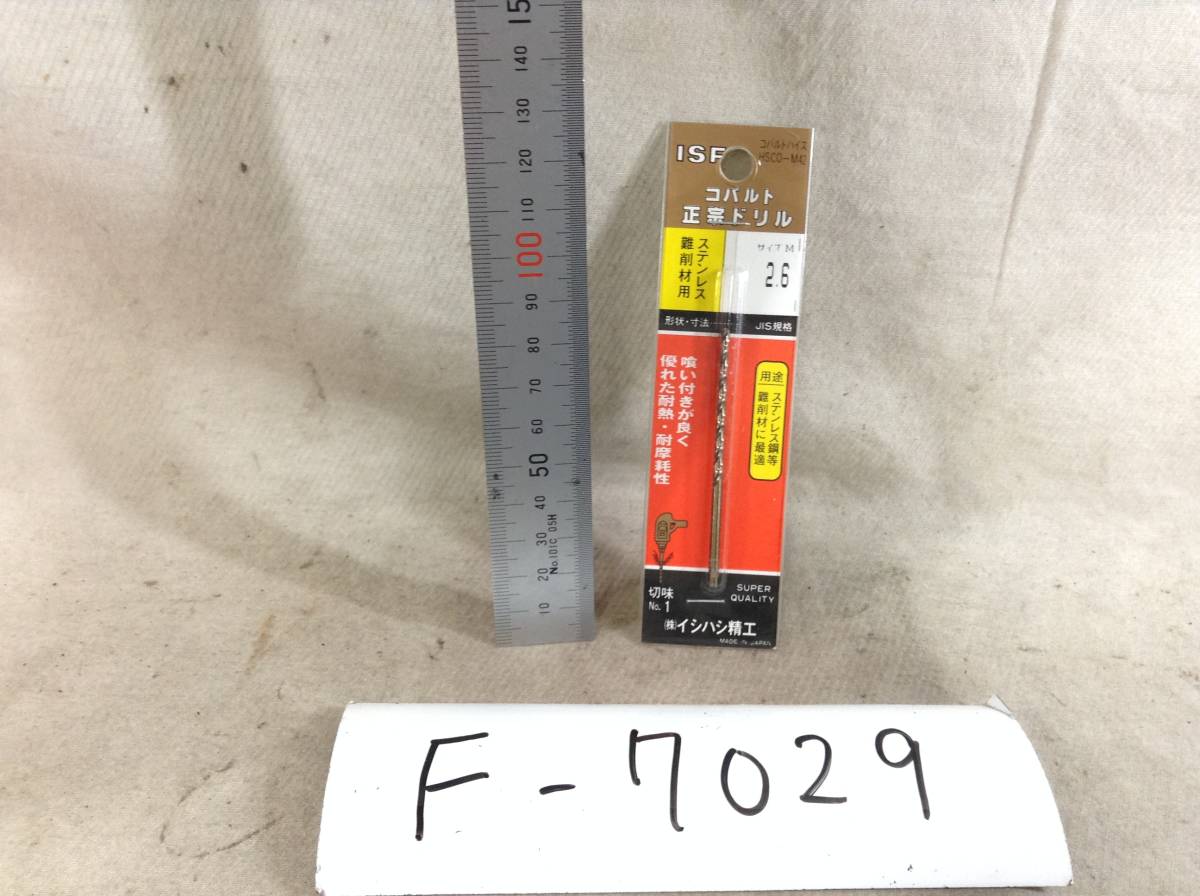 15
140
130
120
110
100
90
80
70
60
50
40
30
20
10
No.101C 05H
ISF
コバルトハイス
HSCO-M42
コバルト
正宗ドリル
ステンレス
難削材用
サイズ M
2.6
形状・寸法
JIS規格
喰い付きが良く
優れた耐熱・耐摩耗性
用途
ステンレス鋼等
難削材に最適
切味
No.1
SUPER
QUALITY
㈱イシハシ精工
MADE IN JAPAN
F-7029